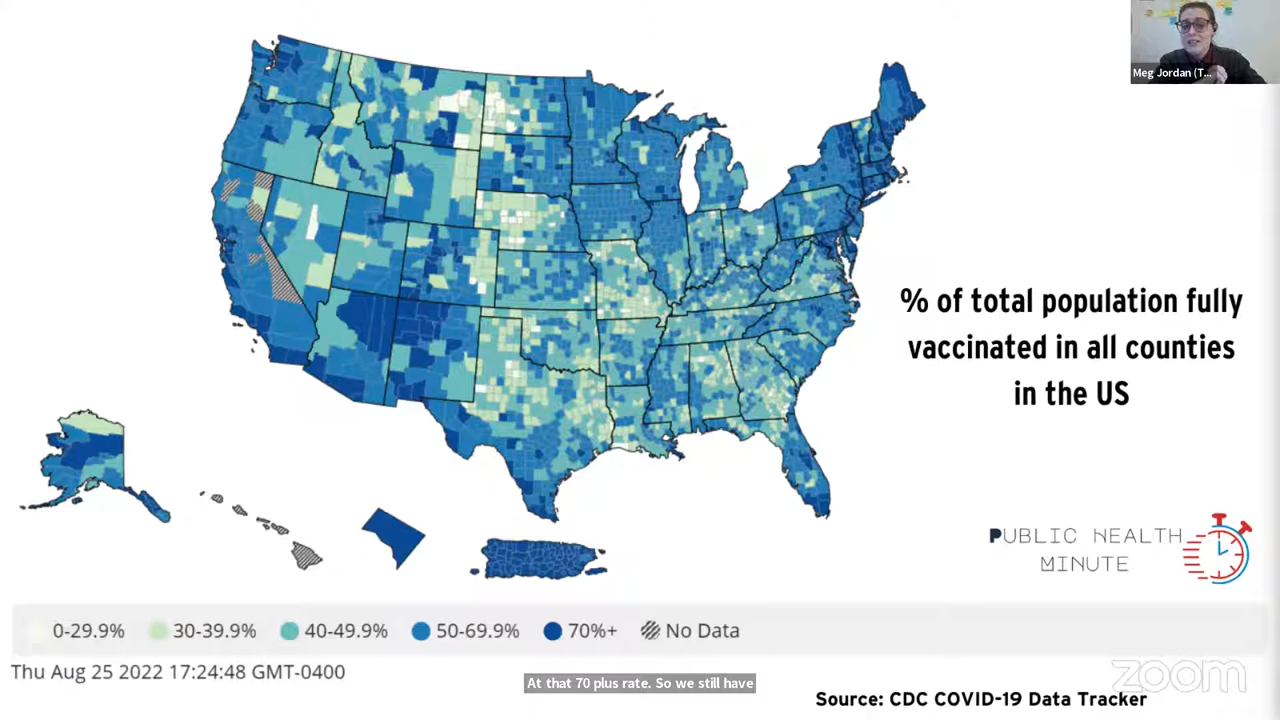 Meg Jordan (T...
% of total population fully
vaccinated in all counties
in the US
PUBLIC HEALTH
MINUTE
0-29.9%
30-39.9%
40-49.9%
50-69.9%
70%+
No Data
Thu Aug 25 2022 17:24:48 GMT-0400
At that 70 plus rate. So we still have
zoom
Source: CDC COVID-19 Data Tracker